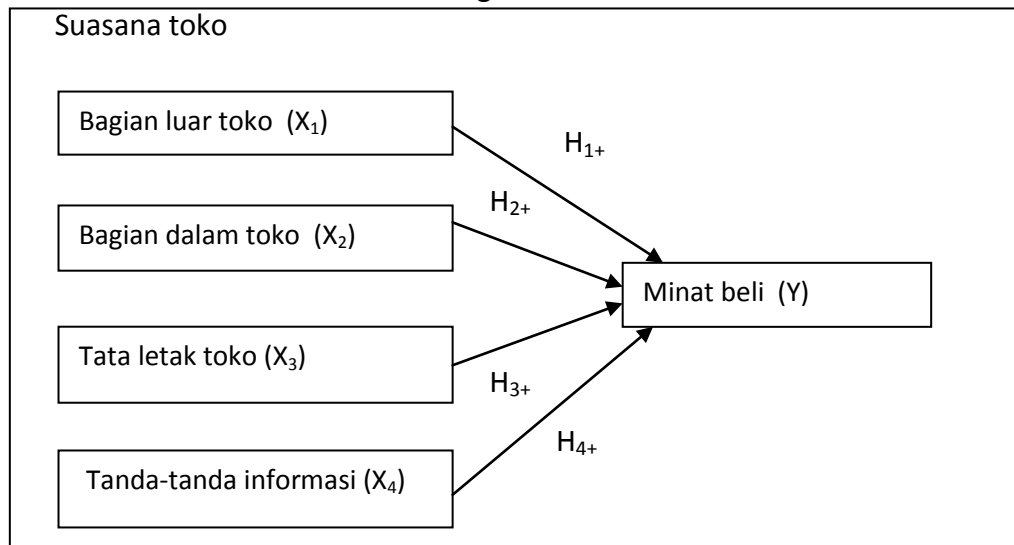 Suasana toko
Bagian luar toko (X₁)
H₁₊
H₂₊
Bagian dalam toko (X₂)
Minat beli (Y)
Tata letak toko (X₃)
H₃₊
H₄₊
Tanda-tanda informasi (X₄)